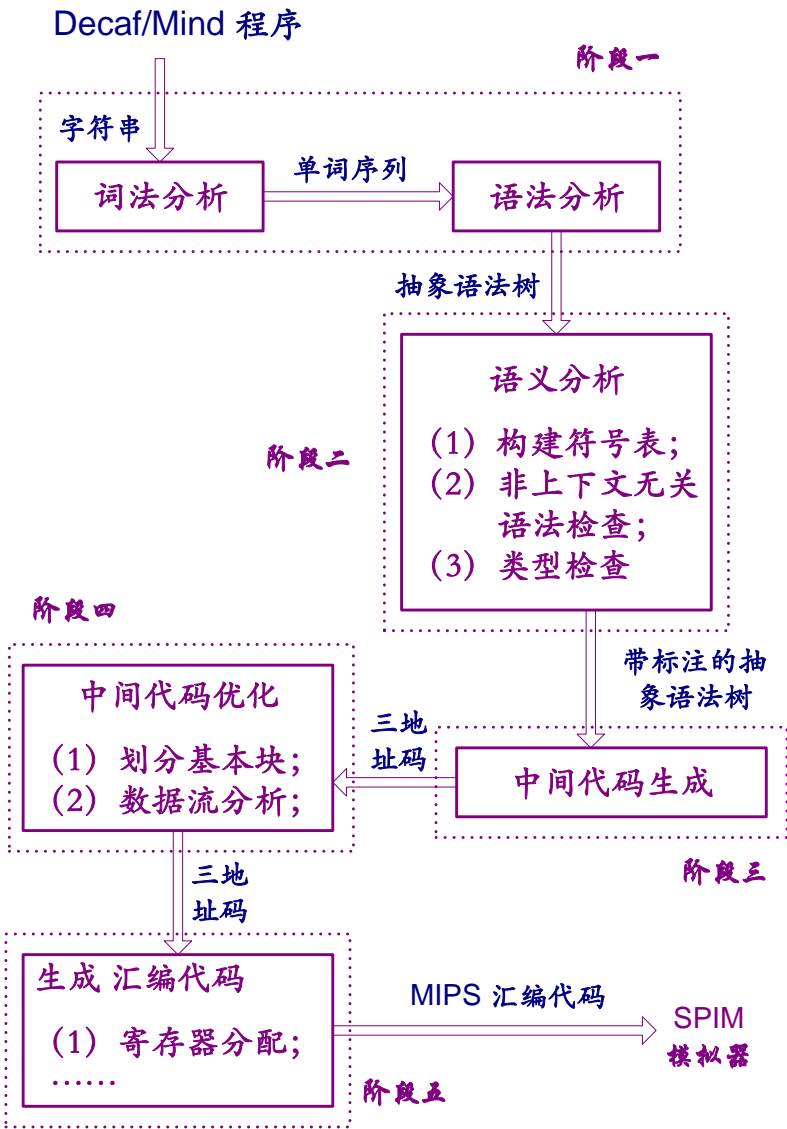 Decaf/Mind 程序
阶段一
字符串
词法分析
单词序列
语法分析
抽象语法树
阶段二
语义分析
（1）构建符号表；
（2）非上下文无关
语法检查；
（3）类型检查
带标注的抽
象语法树
阶段三
中间代码生成
三地
址码
阶段四
中间代码优化
（1）划分基本块；
（2）数据流分析；
三地
址码
阶段五
生成 汇编代码
（1）寄存器分配；
……
MIPS 汇编代码
SPIM
模拟器